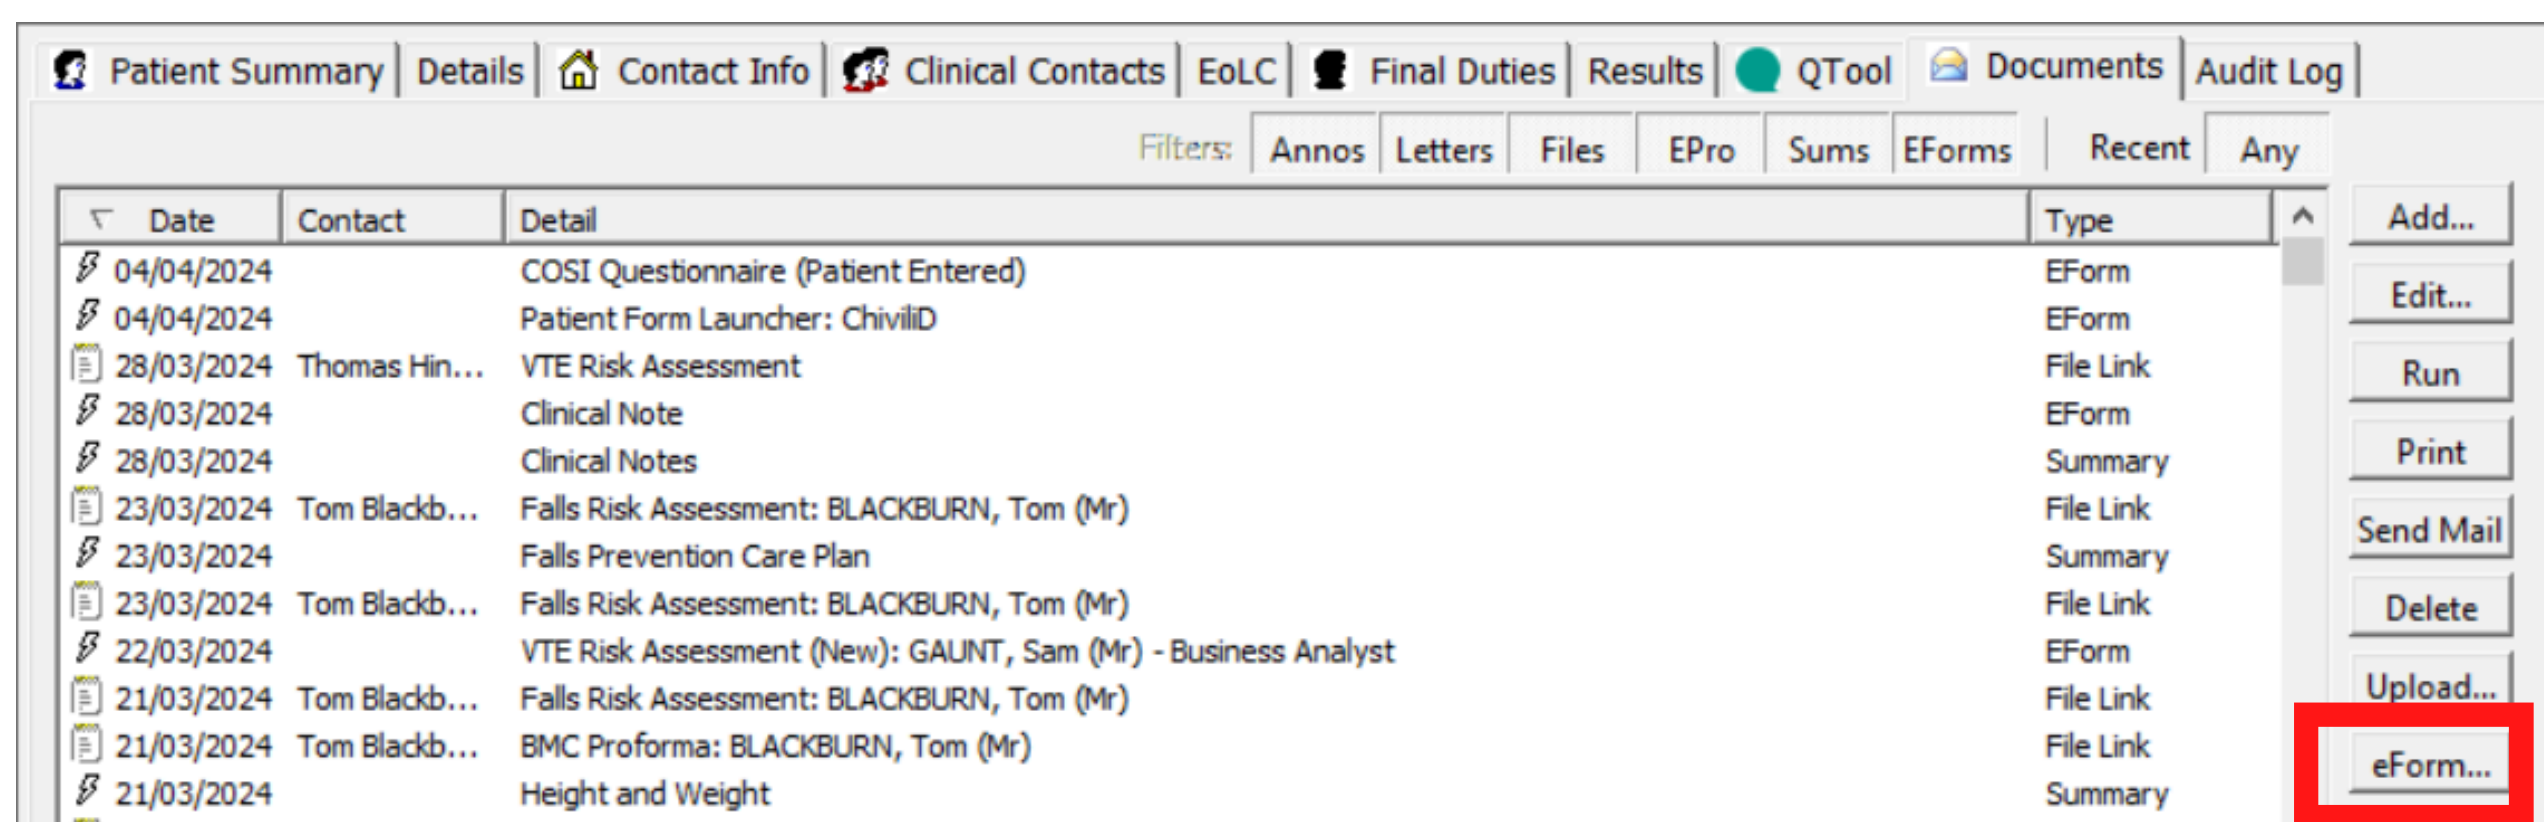 Patient Summary Details Contact Info Clinical Contacts EoLC Final Duties Results QTool Documents Audit Log
Filters: Annos Letters Files EPro Sums EForms Recent Any
Date Contact Detail Type
Add...
04/04/2024 COSI Questionnaire (Patient Entered) EForm
Edit...
04/04/2024 Patient Form Launcher: ChiviliD EForm
28/03/2024 Thomas Hin... VTE Risk Assessment File Link
Run
28/03/2024 Clinical Note EForm
Print
28/03/2024 Clinical Notes Summary
23/03/2024 Tom Blackb... Falls Risk Assessment: BLACKBURN, Tom (Mr) File Link
Send Mail
23/03/2024 Falls Prevention Care Plan Summary
23/03/2024 Tom Blackb... Falls Risk Assessment: BLACKBURN, Tom (Mr) File Link
Delete
22/03/2024 VTE Risk Assessment (New): GAUNT, Sam (Mr) - Business Analyst EForm
Upload...
21/03/2024 Tom Blackb... Falls Risk Assessment: BLACKBURN, Tom (Mr) File Link
21/03/2024 Tom Blackb... BMC Proforma: BLACKBURN, Tom (Mr) File Link
eForm...
21/03/2024 Height and Weight Summary